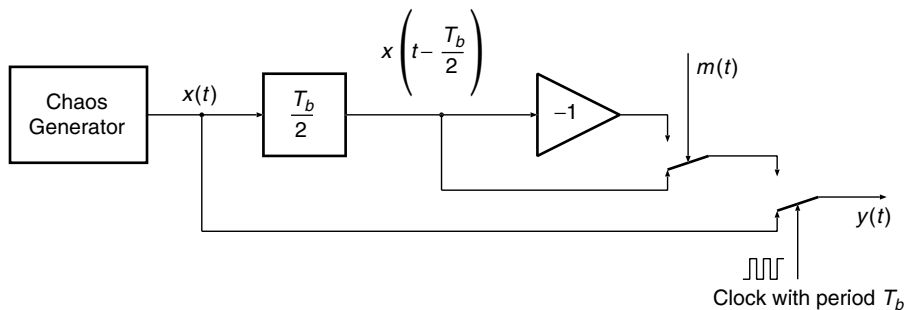 x(t − T_b/2)
m(t)
Chaos
Generator
x(t)
T_b/2
−1
y(t)
Clock with period T_b